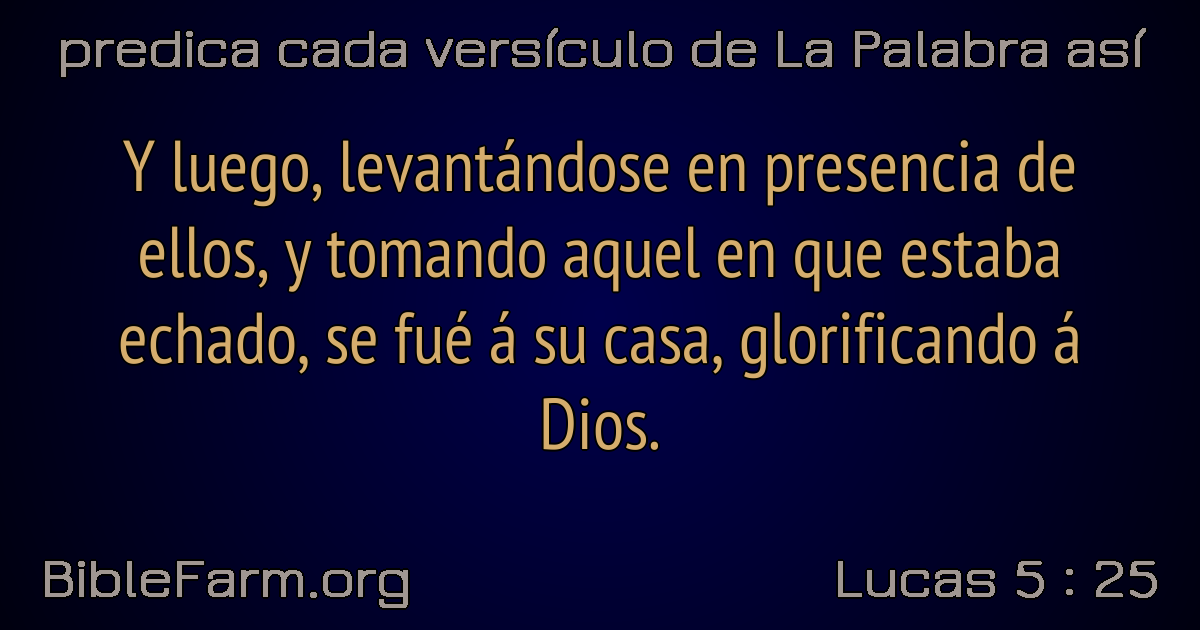 predica cada versículo de La Palabra así
Y luego, levantándose en presencia de
ellos, y tomando aquel en que estaba
echado, se fué á su casa, glorificando á
Dios.
BibleFarm.org
Lucas 5 : 25